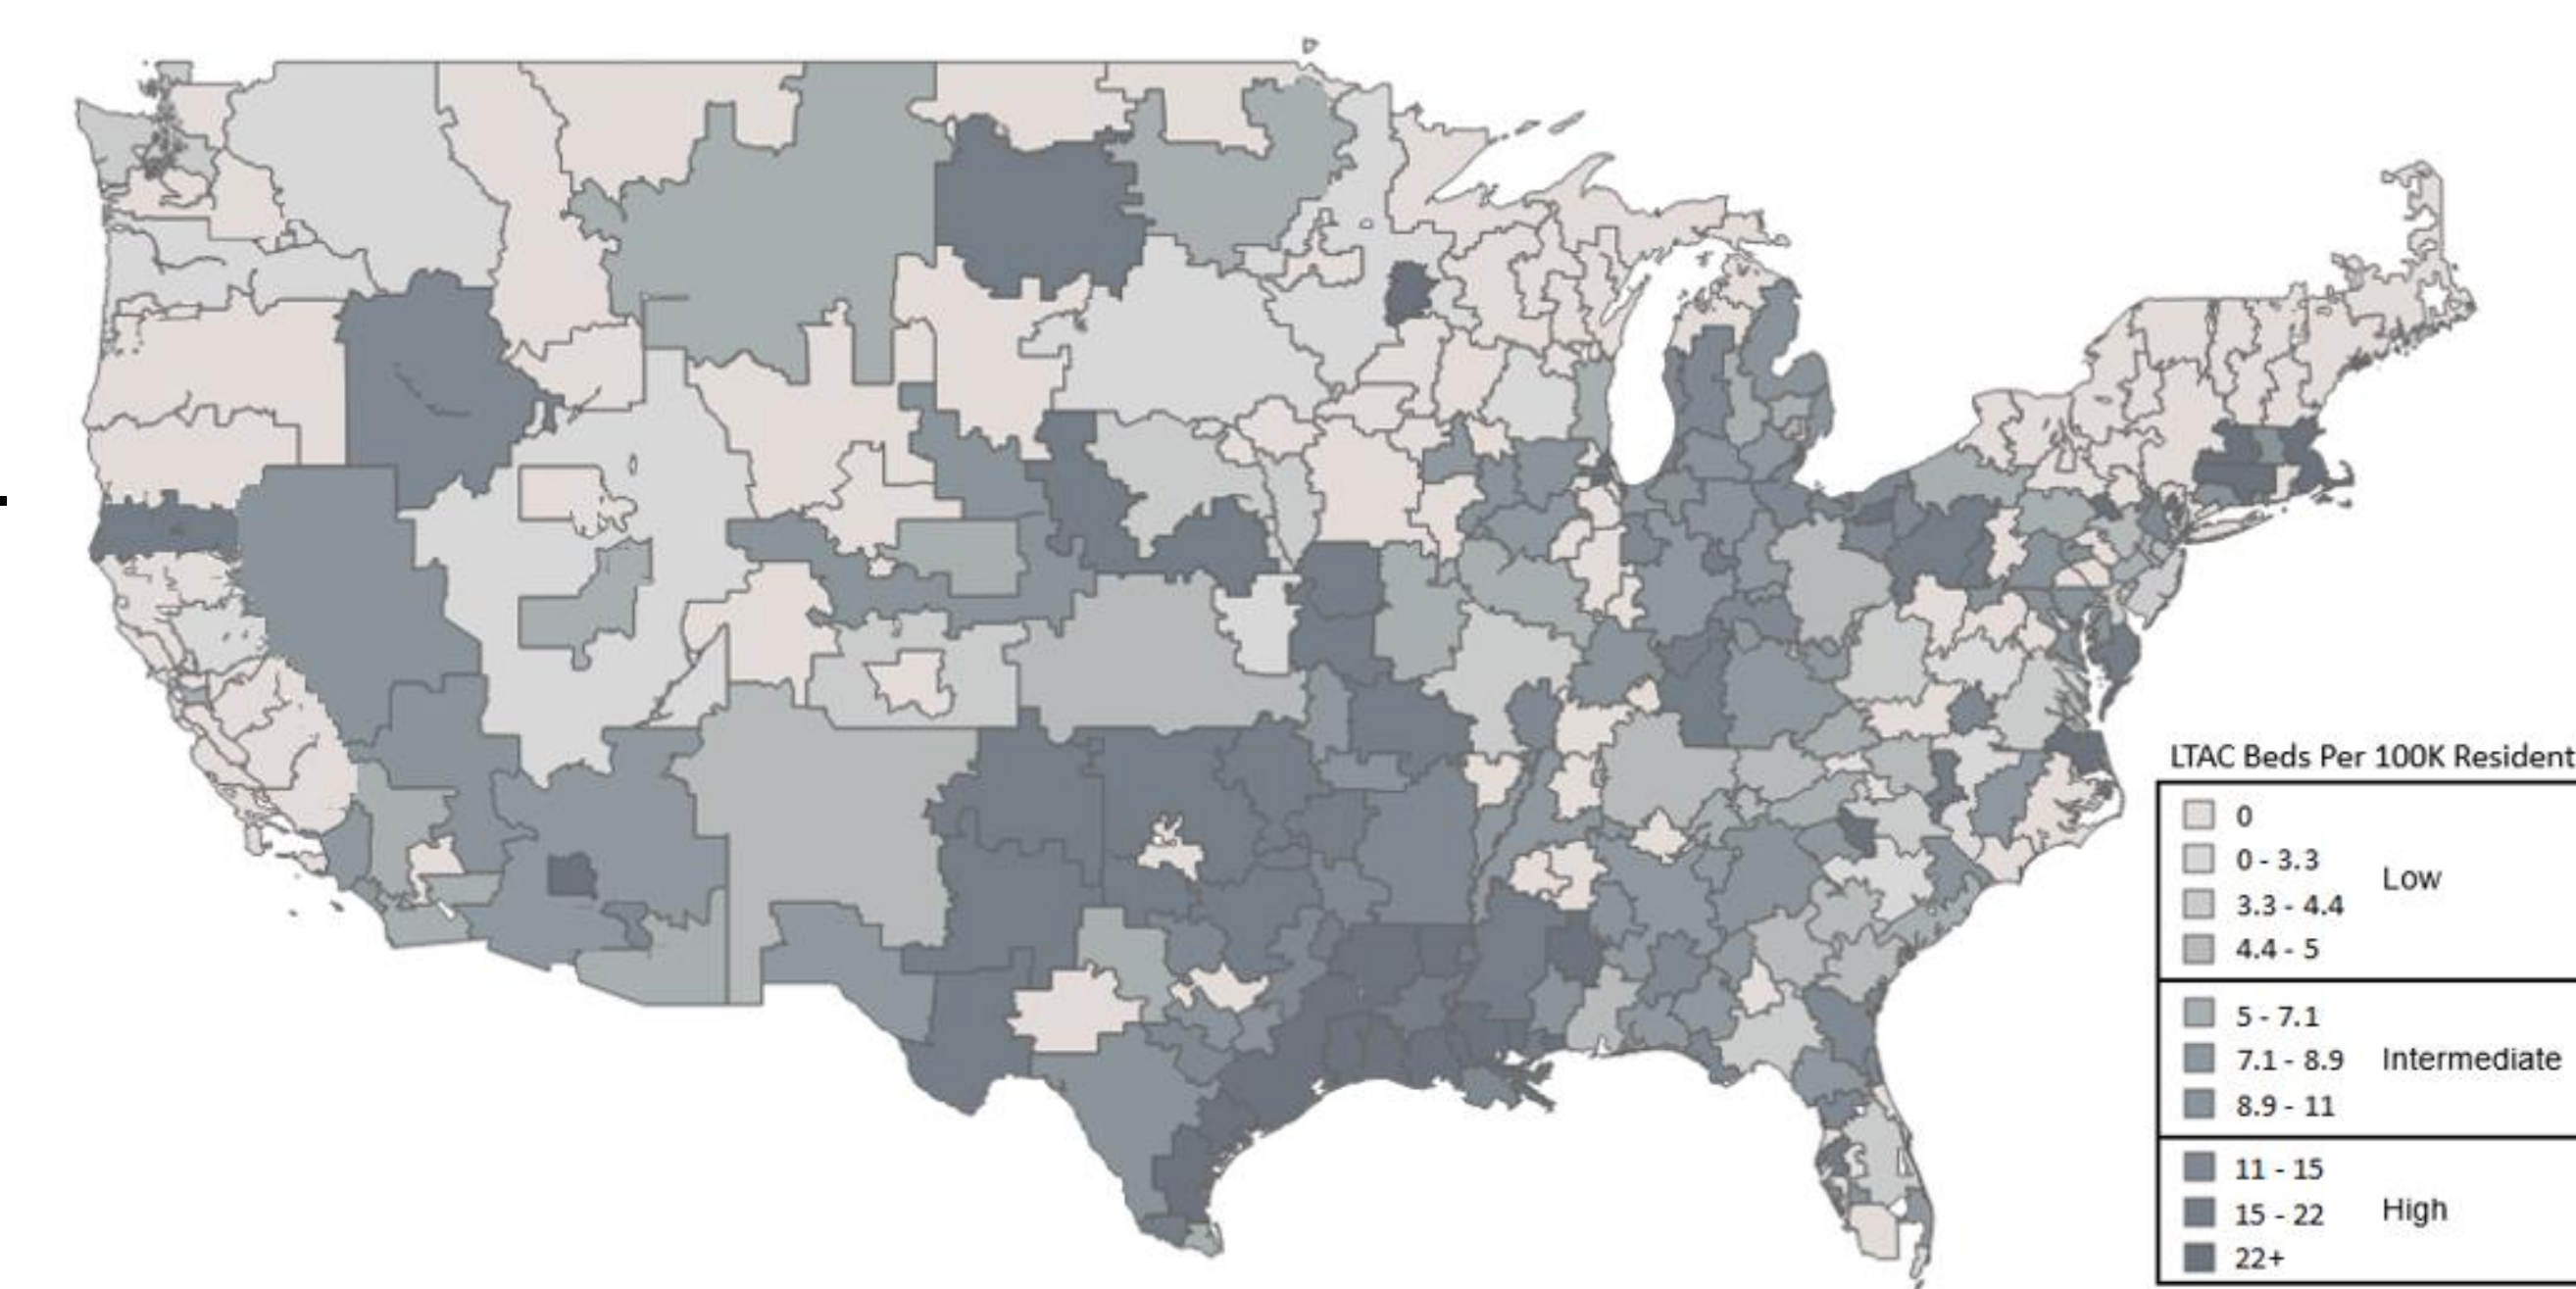 LTAC Beds Per 100K Resident
0
0 - 3.3
3.3 - 4.4
4.4 - 5
Low
5 - 7.1
7.1 - 8.9
8.9 - 11
Intermediate
11 - 15
15 - 22
22+
High